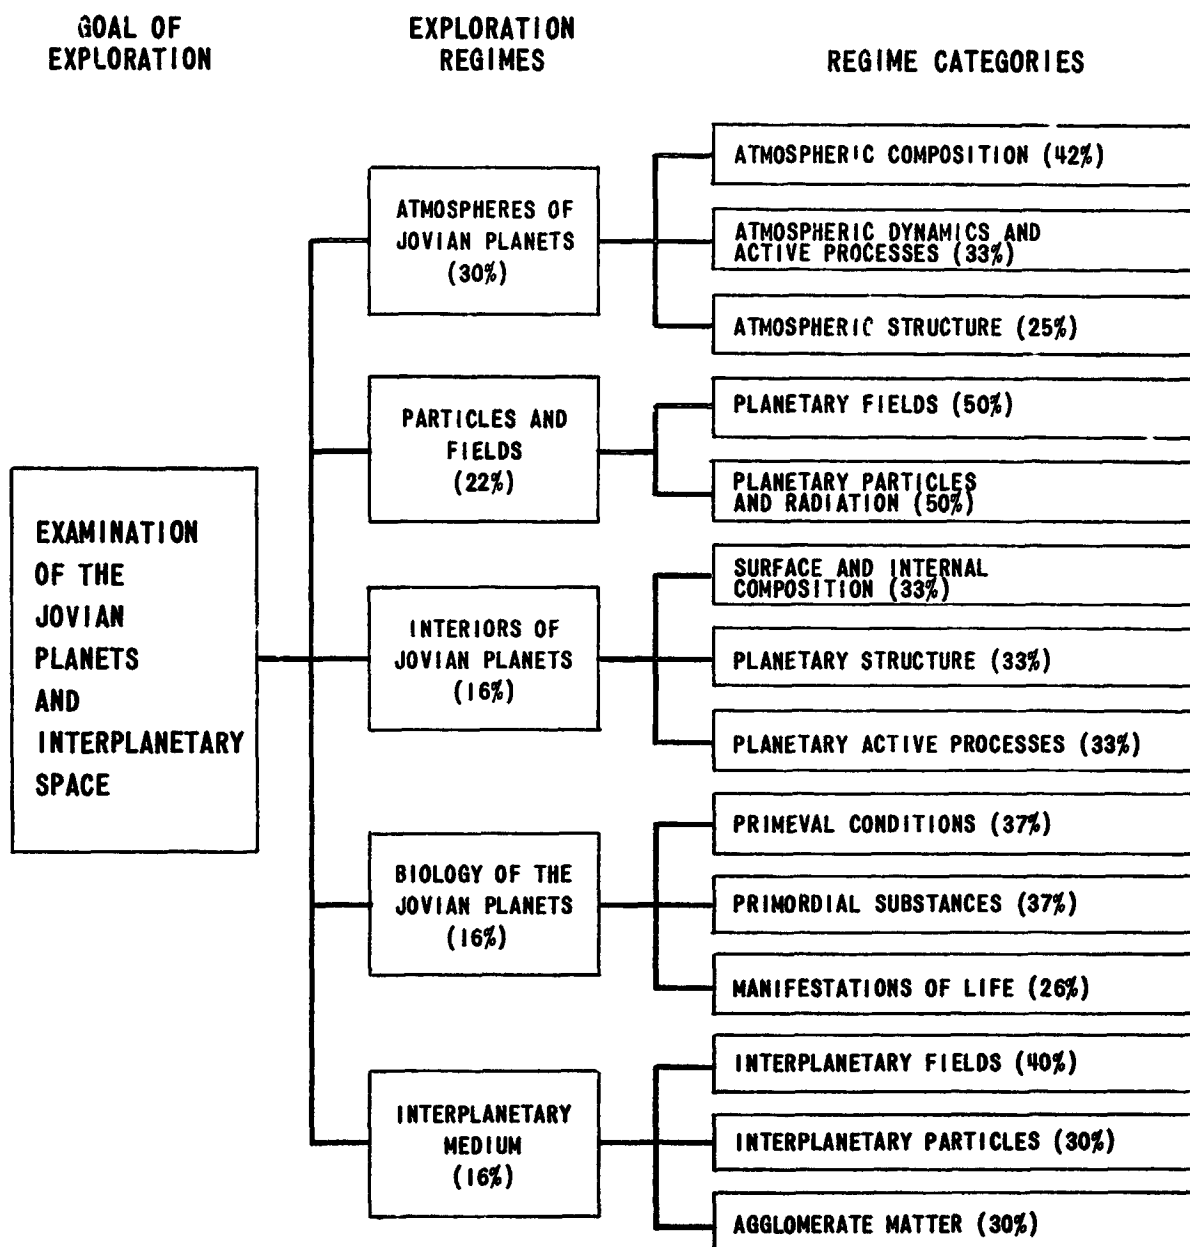 GOAL OF
EXPLORATION
EXPLORATION
REGIMES
REGIME CATEGORIES
EXAMINATION
OF THE
JOVIAN
PLANETS
AND
INTERPLANETARY
SPACE
ATMOSPHERES OF
JOVIAN PLANETS
(30%)
ATMOSPHERIC COMPOSITION (42%)
ATMOSPHERIC DYNAMICS AND
ACTIVE PROCESSES (33%)
ATMOSPHERIC STRUCTURE (25%)
PARTICLES AND
FIELDS
(22%)
PLANETARY FIELDS (50%)
PLANETARY PARTICLES
AND RADIATION (50%)
INTERIORS OF
JOVIAN PLANETS
(16%)
SURFACE AND INTERNAL
COMPOSITION (33%)
PLANETARY STRUCTURE (33%)
PLANETARY ACTIVE PROCESSES (33%)
BIOLOGY OF THE
JOVIAN PLANETS
(16%)
PRIMEVAL CONDITIONS (37%)
PRIMORDIAL SUBSTANCES (37%)
MANIFESTATIONS OF LIFE (26%)
INTERPLANETARY
MEDIUM
(16%)
INTERPLANETARY FIELDS (40%)
INTERPLANETARY PARTICLES (30%)
AGGLOMERATE MATTER (30%)